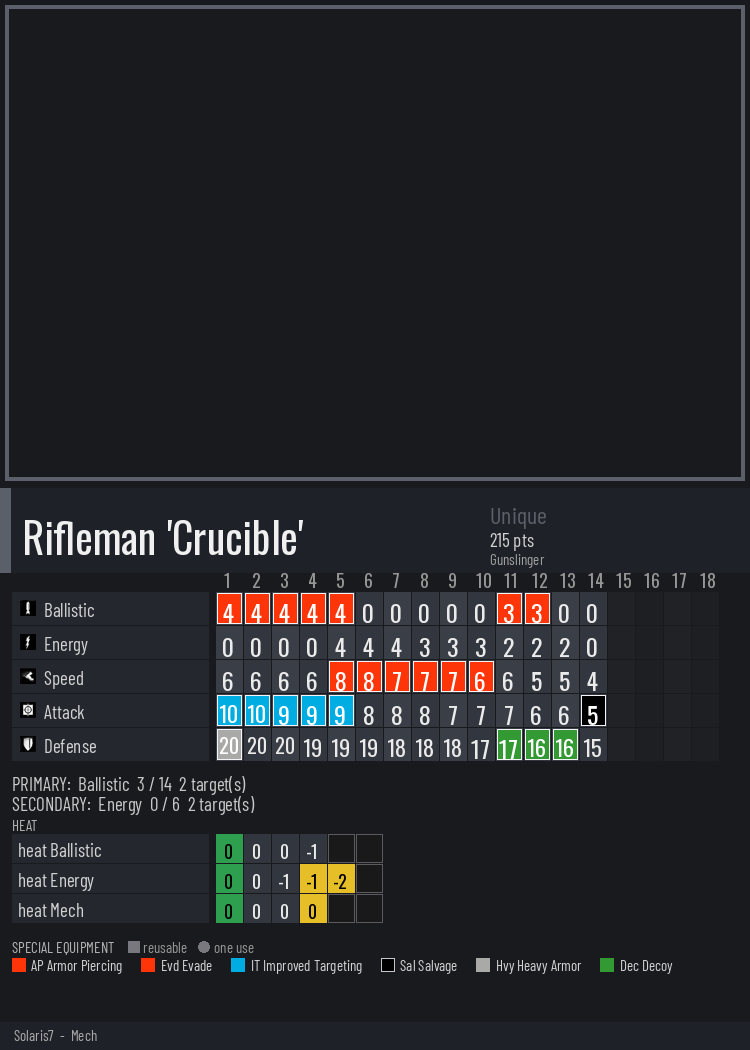 Rifleman 'Crucible'
Unique
215 pts
Gunslinger
1 2 3 4 5 6 7 8 9 10 11 12 13 14 15 16 17 18
Ballistic 4 4 4 4 4 0 0 0 0 0 3 3 0 0
Energy 0 0 0 0 4 4 4 3 3 3 2 2 2 0
Speed 6 6 6 6 8 8 7 7 7 6 6 5 5 4
Attack 10 10 9 9 9 8 8 8 7 7 7 6 6 5
Defense 20 20 20 19 19 19 18 18 18 17 17 16 16 15
PRIMARY: Ballistic 3 / 14 2 target(s)
SECONDARY: Energy 0 / 6 2 target(s)
HEAT
heat Ballistic 0 0 0 -1
heat Energy 0 0 -1 -1 -2
heat Mech 0 0 0 0
SPECIAL EQUIPMENT reusable one use
AP Armor Piercing Evd Evade IT Improved Targeting Sal Salvage Hvy Heavy Armor Dec Decoy
Solaris7 - Mech